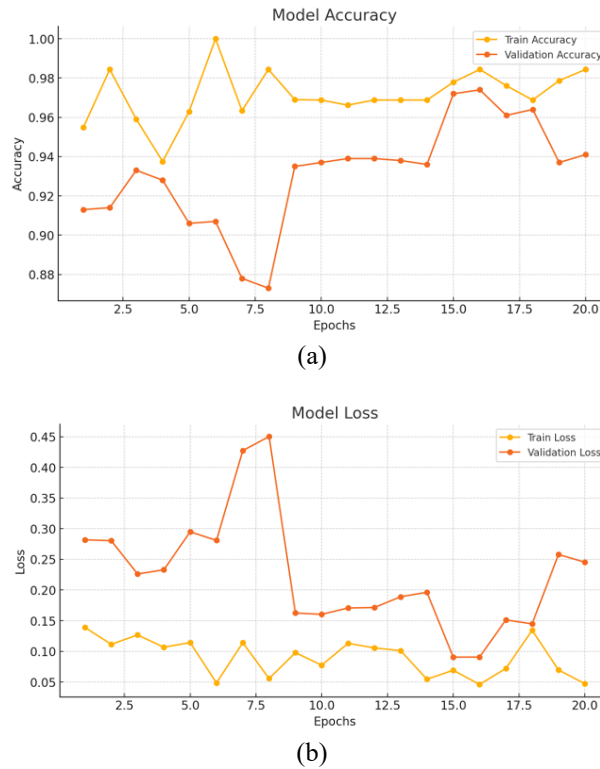 Model Accuracy
Train Accuracy
Validation Accuracy
1.00
0.98
0.96
0.94
0.92
0.90
0.88
Accuracy
2.5 5.0 7.5 10.0 12.5 15.0 17.5 20.0
Epochs
(a)
Model Loss
Train Loss
Validation Loss
0.45
0.40
0.35
0.30
0.25
0.20
0.15
0.10
0.05
Loss
2.5 5.0 7.5 10.0 12.5 15.0 17.5 20.0
Epochs
(b)